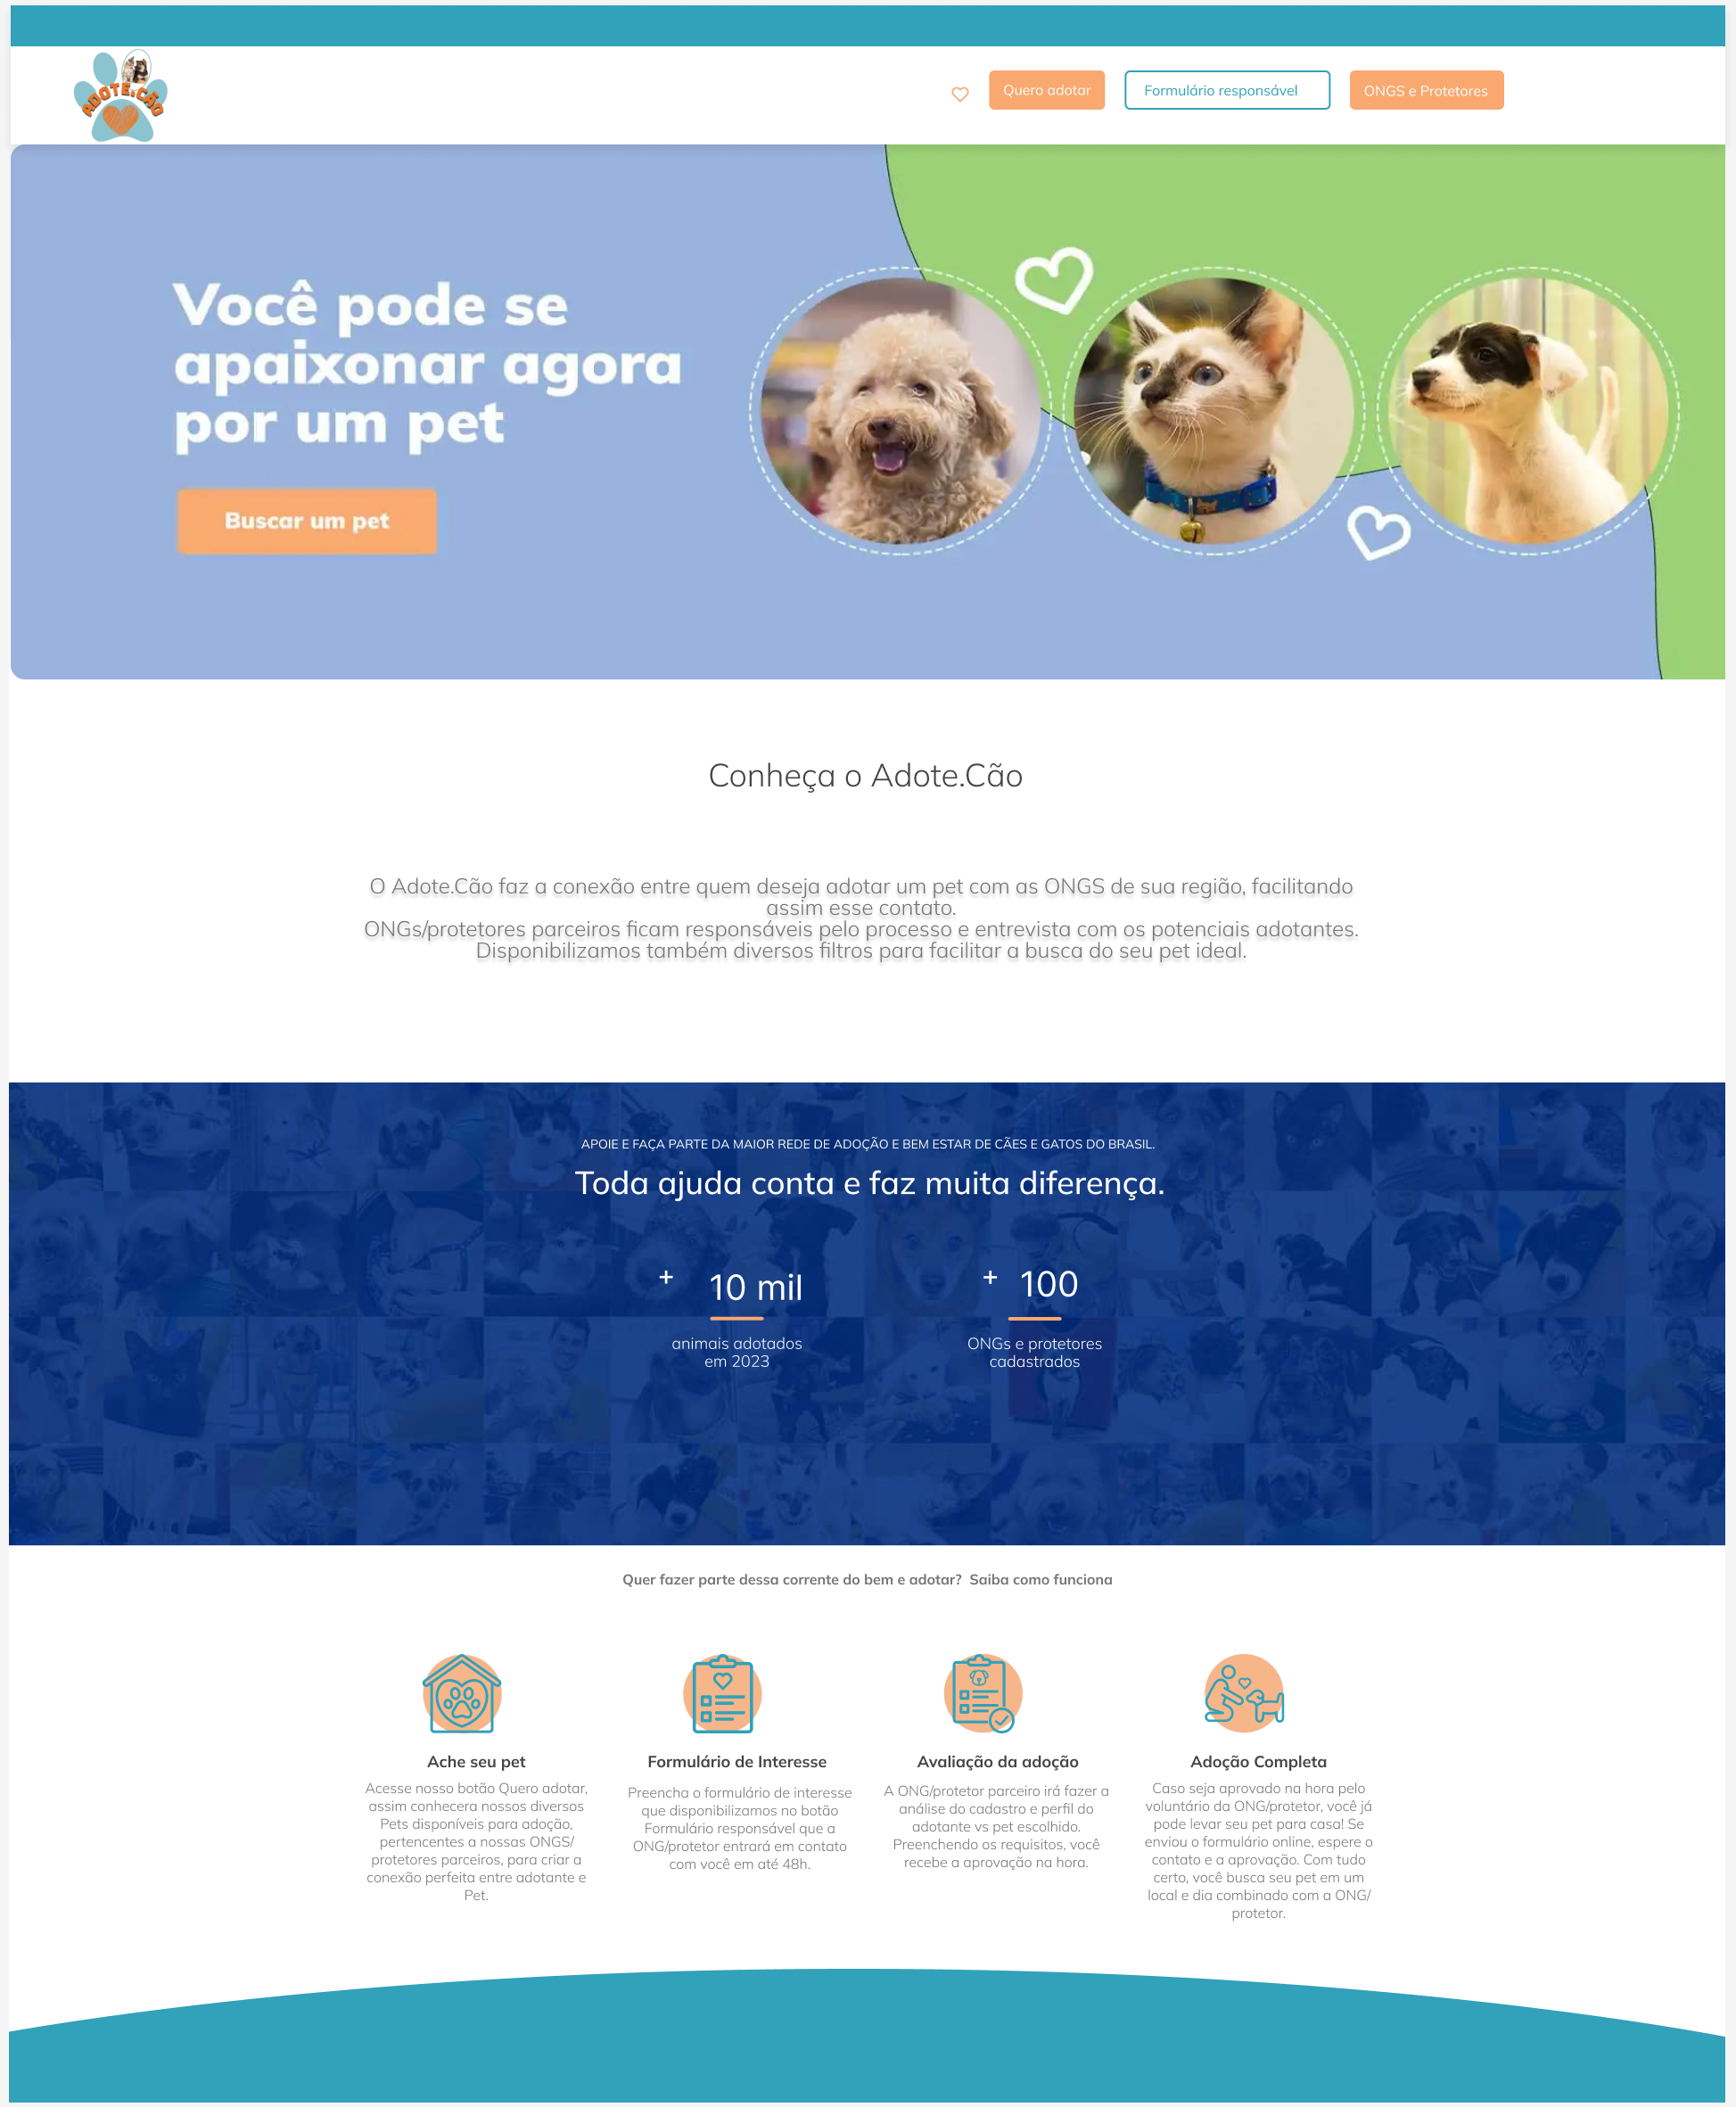 ADOTE.CÃO
Quero adotar
Formulário responsável
ONGS e Protetores
Você pode se
apaixonar agora
por um pet
Buscar um pet
Conheça o Adote.Cão
O Adote.Cão faz a conexão entre quem deseja adotar um pet com as ONGS de sua região, facilitando
assim esse contato.
ONGs/protetores parceiros ficam responsáveis pelo processo e entrevista com os potenciais adotantes.
Disponibilizamos também diversos filtros para facilitar a busca do seu pet ideal.
APOIE E FAÇA PARTE DA MAIOR REDE DE ADOÇÃO E BEM ESTAR DE CÃES E GATOS DO BRASIL.
Toda ajuda conta e faz muita diferença.
+ 10 mil
animais adotados
em 2023
+ 100
ONGs e protetores
cadastrados
Quer fazer parte dessa corrente do bem e adotar? Saiba como funciona
Ache seu pet
Acesse nosso botão Quero adotar,
assim conhecera nossos diversos
Pets disponíveis para adoção,
pertencentes a nossas ONGS/
protetores parceiros, para criar a
conexão perfeita entre adotante e
Pet.
Formulário de Interesse
Preencha o formulário de interesse
que disponibilizamos no botão
Formulário responsável que a
ONG/protetor entrará em contato
com você em até 48h.
Avaliação da adoção
A ONG/protetor parceiro irá fazer a
análise do cadastro e perfil do
adotante vs pet escolhido.
Preenchendo os requisitos, você
recebe a aprovação na hora.
Adoção Completa
Caso seja aprovado na hora pelo
voluntário da ONG/protetor, você já
pode levar seu pet para casa! Se
enviou o formulário online, espere o
contato e a aprovação. Com tudo
certo, você busca seu pet em um
local e dia combinado com a ONG/
protetor.